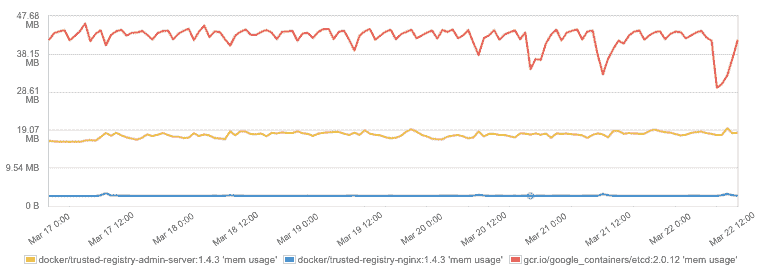 47.68
MB
38.15
MB
28.61
MB
19.07
MB
9.54 MB
0 B
Mar 17 0:00
Mar 17 12:00
Mar 18 0:00
Mar 18 12:00
Mar 19 0:00
Mar 19 12:00
Mar 20 0:00
Mar 20 12:00
Mar 21 0:00
Mar 21 12:00
Mar 22 0:00
Mar 22 12:00
docker/trusted-registry-admin-server:1.4.3 'mem usage' docker/trusted-registry-nginx:1.4.3 'mem usage' gcr.io/google_containers/etcd:2.0.12 'mem usage'